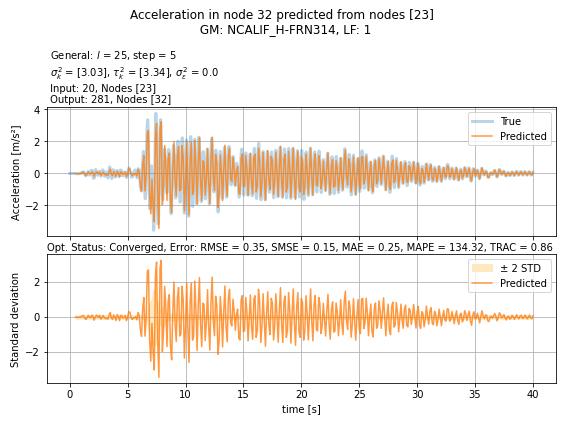 Acceleration in node 32 predicted from nodes [23]
GM: NCALIF_H-FRN314, LF: 1
General: l = 25, step = 5
σ²ₖ = [3.03], τ²ₖ = [3.34], σ²ₑ = 0.0
Input: 20, Nodes [23]
Output: 281, Nodes [32]
4
2
0
−2
Acceleration [m/s²]
True
Predicted
Opt. Status: Converged, Error: RMSE = 0.35, SMSE = 0.15, MAE = 0.25, MAPE = 134.32, TRAC = 0.86
2
0
−2
Standard deviation
± 2 STD
Predicted
0 5 10 15 20 25 30 35 40
time [s]